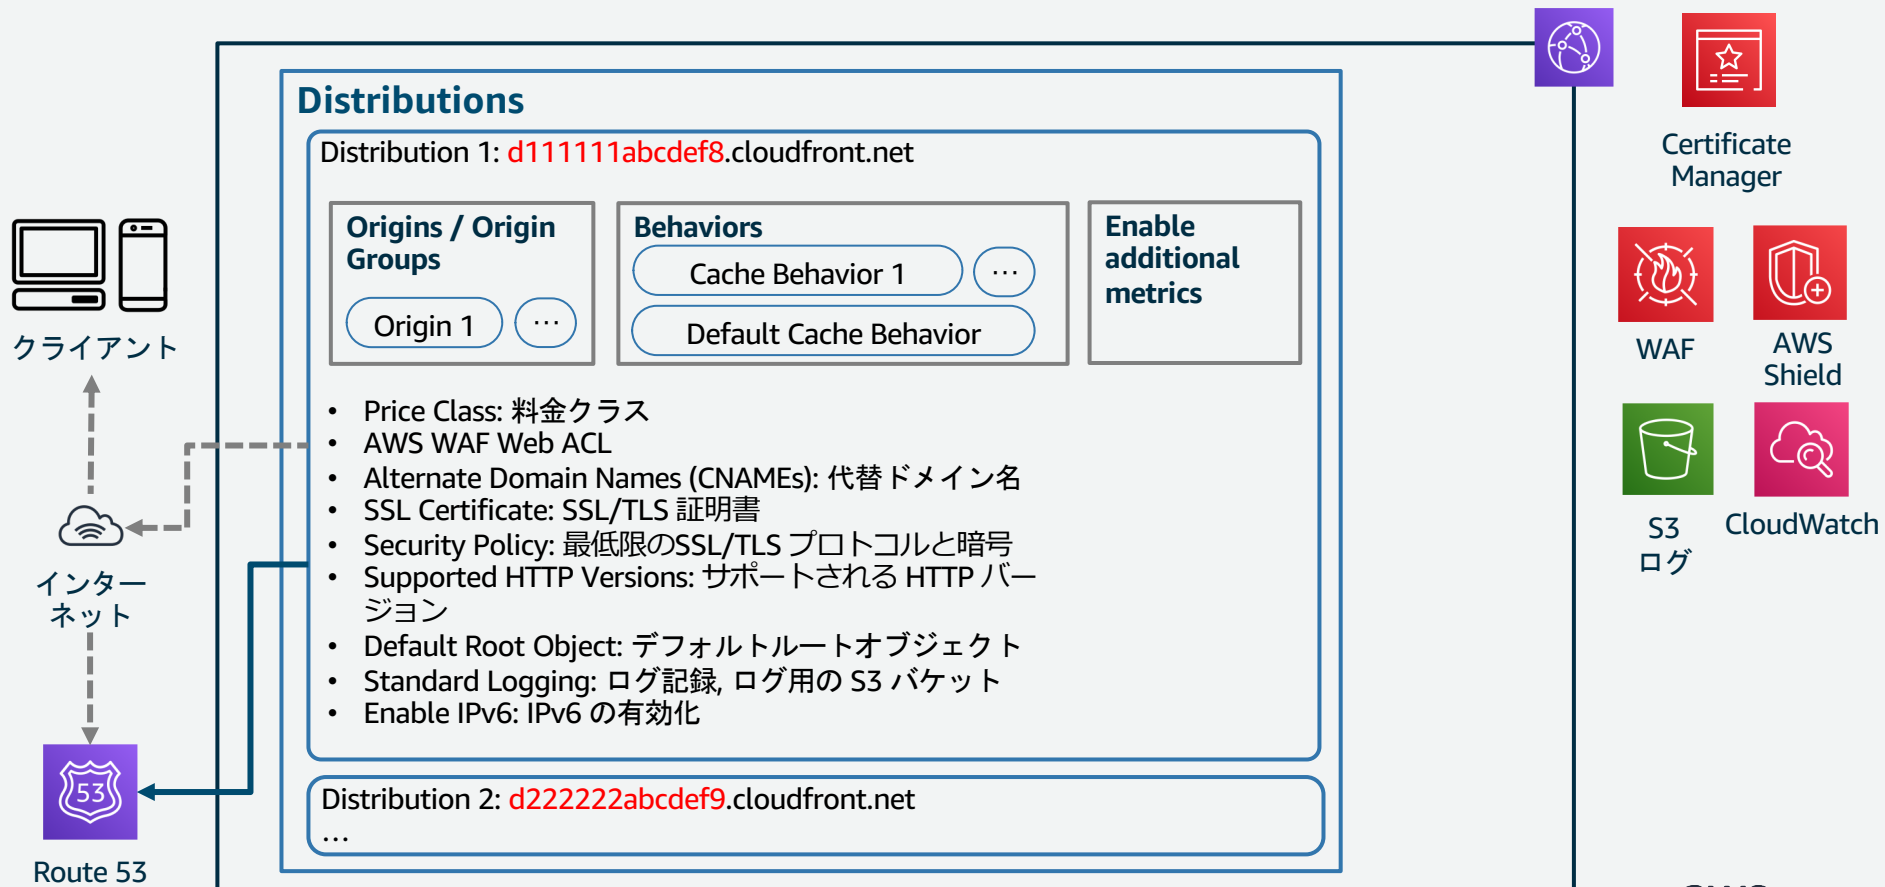 Distributions
Distribution 1: d111111abcdef8.cloudfront.net
Origins / Origin
Groups
Origin 1
...
Behaviors
Cache Behavior 1
...
Default Cache Behavior
Enable
additional
metrics
• Price Class: 料金クラス
• AWS WAF Web ACL
• Alternate Domain Names (CNAMEs): 代替ドメイン名
• SSL Certificate: SSL/TLS 証明書
• Security Policy: 最低限のSSL/TLS プロトコルと暗号
• Supported HTTP Versions: サポートされる HTTP バー
ジョン
• Default Root Object: デフォルトルートオブジェクト
• Standard Logging: ログ記録, ログ用の S3 バケット
• Enable IPv6: IPv6 の有効化
Distribution 2: d222222abcdef9.cloudfront.net
...
クライアント
インター
ネット
53
Route 53
Certificate
Manager
WAF
AWS
Shield
S3
ログ
CloudWatch